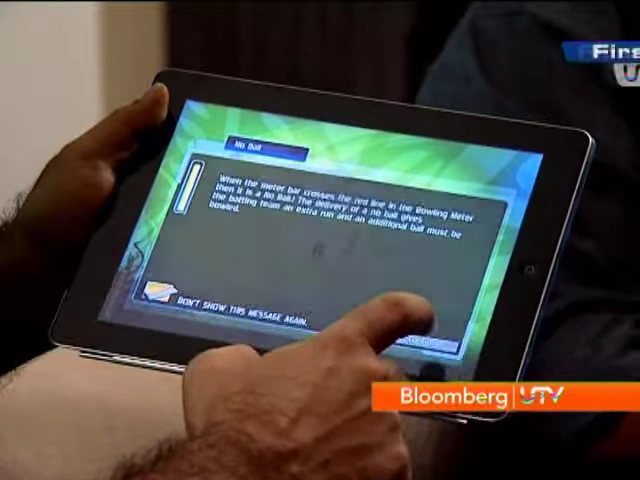 Firs
No Ball
When the meter bar crosses the red line in the Bowling Meter
then it is a No Ball! The delivery of a no ball gives
the batting team an extra run and an additional ball must be
bowled.
DON'T SHOW THIS MESSAGE AGAIN.
Bloomberg UTV